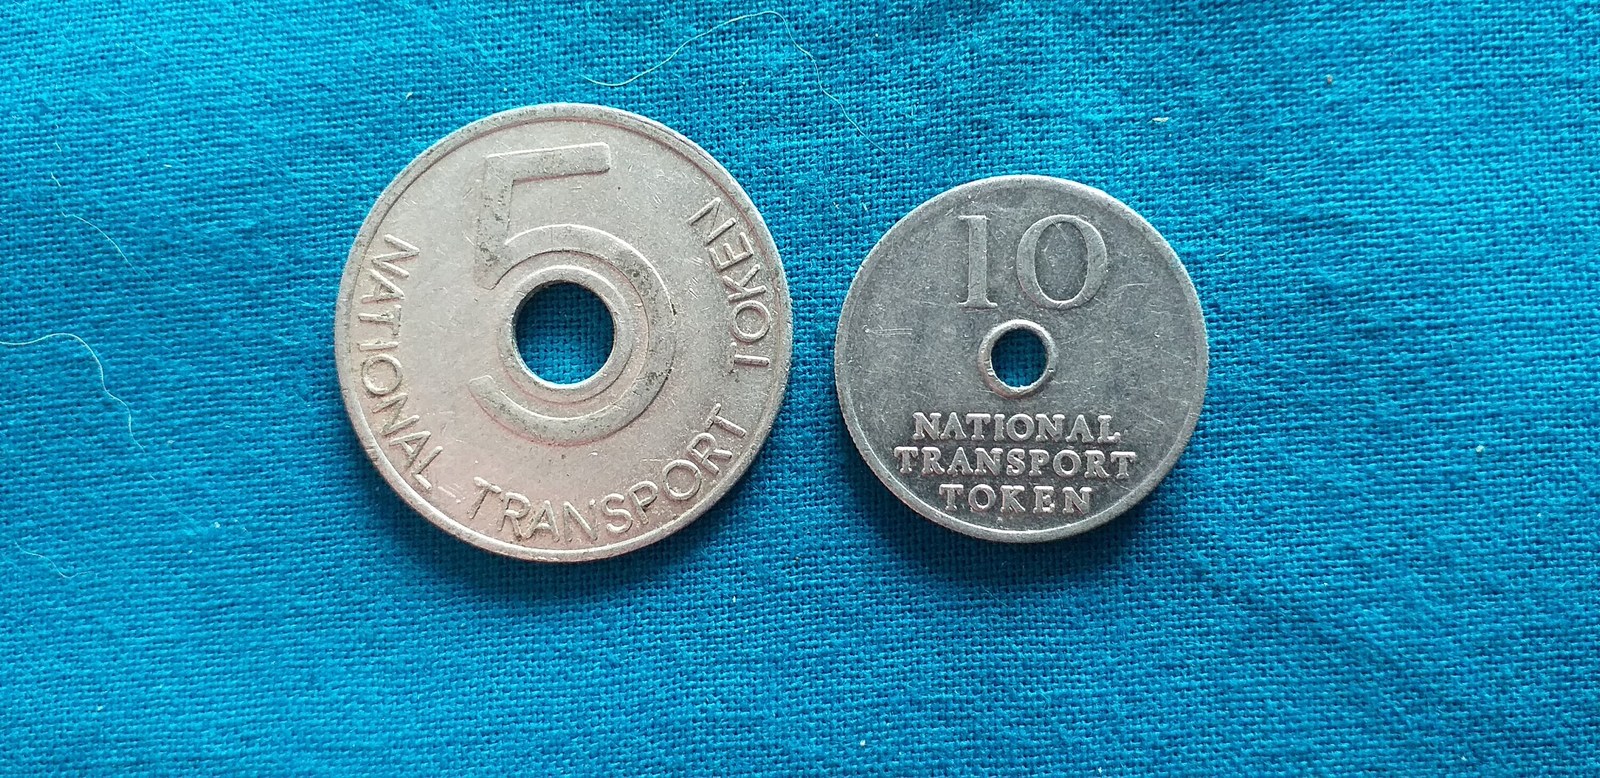 5
NATIONAL TRANSPORT TOKEN
10
NATIONAL
TRANSPORT
TOKEN